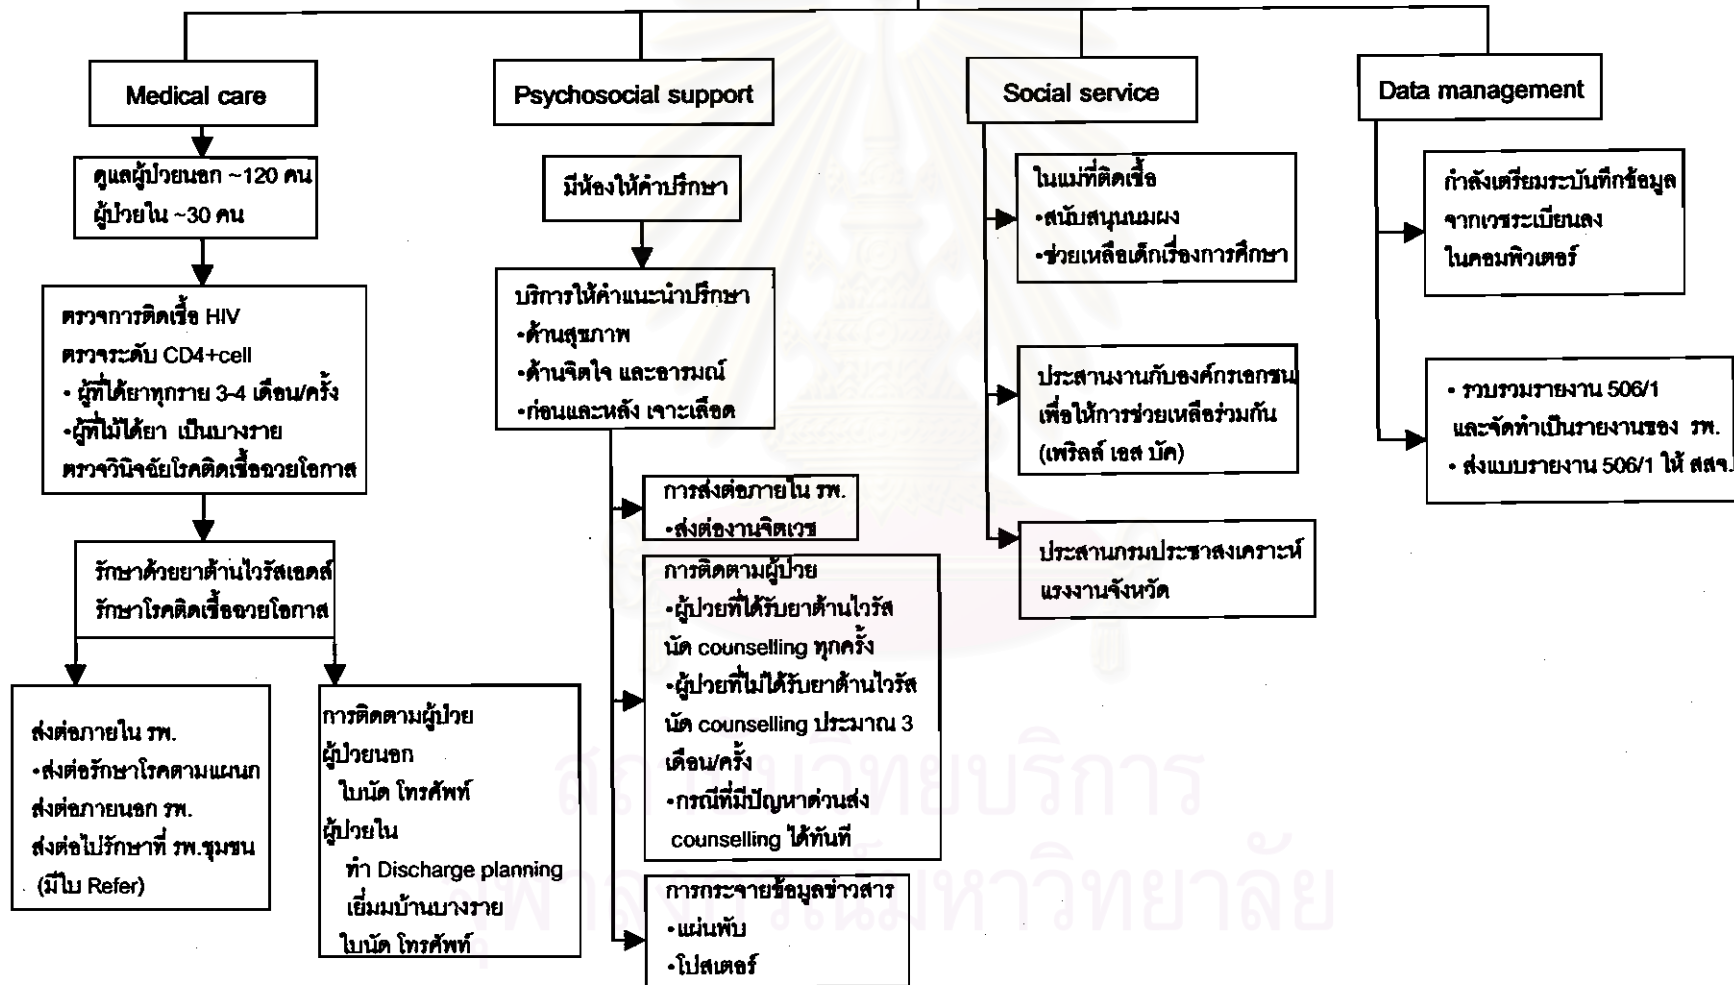 Medical care
ดูแลผู้ป่วยนอก ~120 คน
ผู้ป่วยใน ~30 คน
ตรวจการติดเชื้อ HIV
ตรวจระดับ CD4+cell
• ผู้ที่ได้ยาทุกราย 3-4 เดือน/ครั้ง
•ผู้ที่ไม้ได้ยา เป็นบางราย
ตรวจวินิจฉัยโรคติดเชื้อฉวยโอกาส
รักษาด้วยยาต้านไวรัสเอดส์
รักษาโรคติดเชื้อฉวยโอกาส
ส่งต่อภายใน รพ.
•ส่งต่อรักษาโรคตามแผนก
ส่งต่อภายนอก รพ.
ส่งต่อไปรักษาที่ รพ.ชุมชน
(มีใบ Refer)
การติดตามผู้ป่วย
ผู้ป่วยนอก
ใบนัด โทรศัพท์
ผู้ป่วยใน
ทำ Discharge planning
เยี่ยมบ้านบางราย
ใบนัด โทรศัพท์
Psychosocial support
มีห้องให้คำปรึกษา
บริการให้คำแนะนำปรึกษา
•ด้านสุขภาพ
•ด้านจิตใจ และอารมณ์
•ก่อนและหลัง เจาะเลือด
การส่งต่อภายใน รพ.
•ส่งต่องานจิตเวช
การติดตามผู้ป่วย
•ผู้ป่วยที่ได้รับยาต้านไวรัส
นัด counselling ทุกครั้ง
•ผู้ป่วยที่ไม่ได้รับยาต้านไวรัส
นัด counselling ประมาณ 3
เดือน/ครั้ง
•กรณีที่มีปัญหาด่วนส่ง
counselling ได้ทันที
การกระจายข้อมูลข่าวสาร
•แผ่นพับ
•โปสเตอร์
Social service
ในแม่ที่ติดเชื้อ
•สนับสนุนนมผง
•ช่วยเหลือเด็กเรื่องการศึกษา
ประสานงานกับองค์กรเอกชน
เพื่อให้การช่วยเหลือร่วมกัน
(เพริลล์ เอส บัค)
ประสานกรมประชาสงเคราะห์
แรงงานจังหวัด
Data management
กำลังเตรียมระบันทึกข้อมูล
จากเวชระเบียนลง
ในคอมพิวเตอร์
• รวบรวมรายงาน 506/1
และจัดทำเป็นรายงานของ รพ.
• ส่งแบบรายงาน 506/1 ให้ สสจ.
สถาบันวิทยบริการ
จุฬาลงกรณ์มหาวิทยาลัย